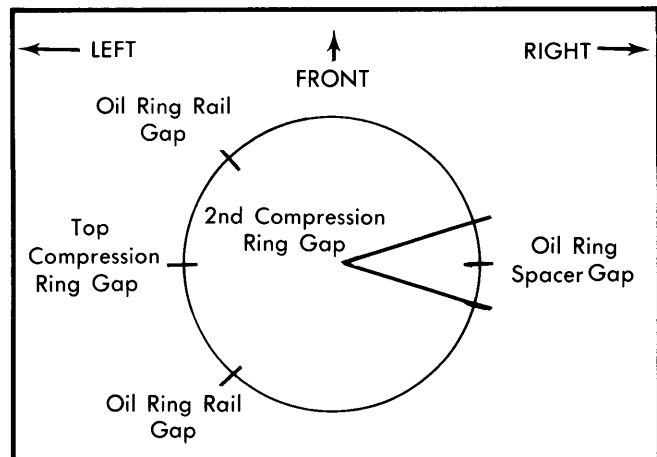 LEFT
FRONT
RIGHT
Oil Ring Rail
Gap
2nd Compression
Ring Gap
Top
Compression
Ring Gap
Oil Ring
Spacer Gap
Oil Ring Rail
Gap